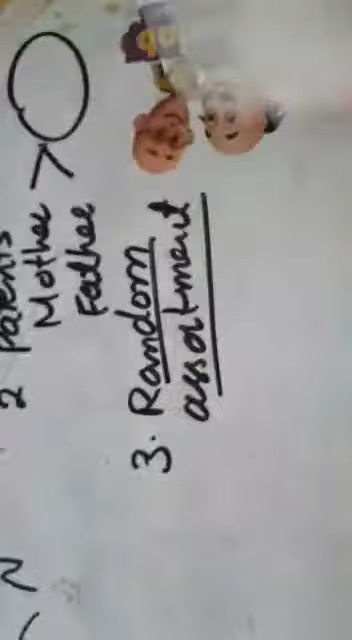 2 Parents
Mother >
Father
3. Random
assortment